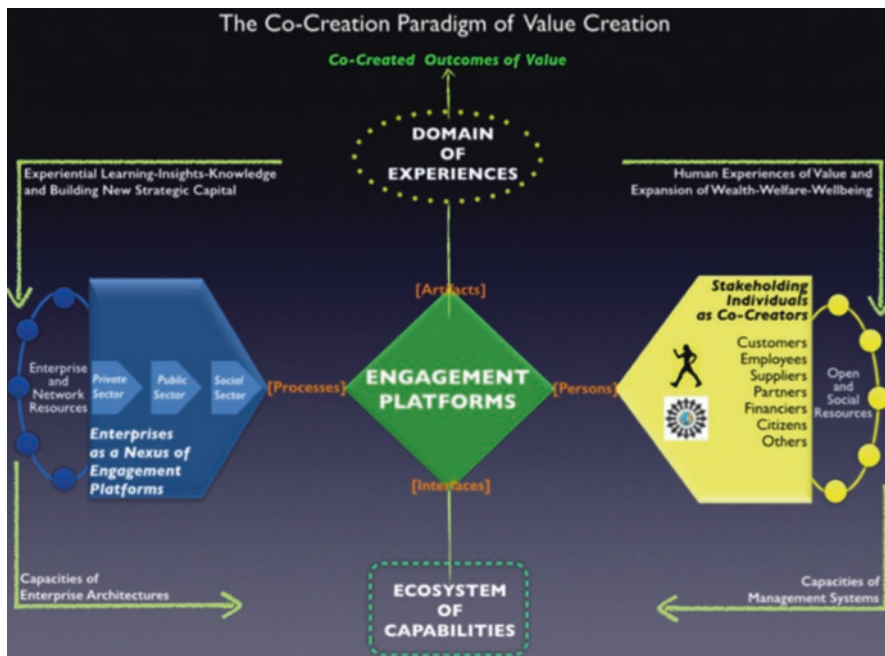 The Co-Creation Paradigm of Value Creation
Co-Created Outcomes of Value
DOMAIN
OF
EXPERIENCES
Experiential Learning-Insights-Knowledge
and Building New Strategic Capital
Human Experiences of Value and
Expansion of Wealth-Welfare-Wellbeing
[Artifacts]
Enterprise
and
Network
Resources
Private
Sector
Public
Sector
Social
Sector
Enterprises
as a Nexus of
Engagement
Platforms
[Processes]
ENGAGEMENT
PLATFORMS
[Persons]
Stakeholding
Individuals
as Co-Creators
Customers
Employees
Suppliers
Partners
Financiers
Citizens
Others
Open
and
Social
Resources
[Interfaces]
Capacities of
Enterprise Architectures
ECOSYSTEM
OF
CAPABILITIES
Capacities of
Management Systems